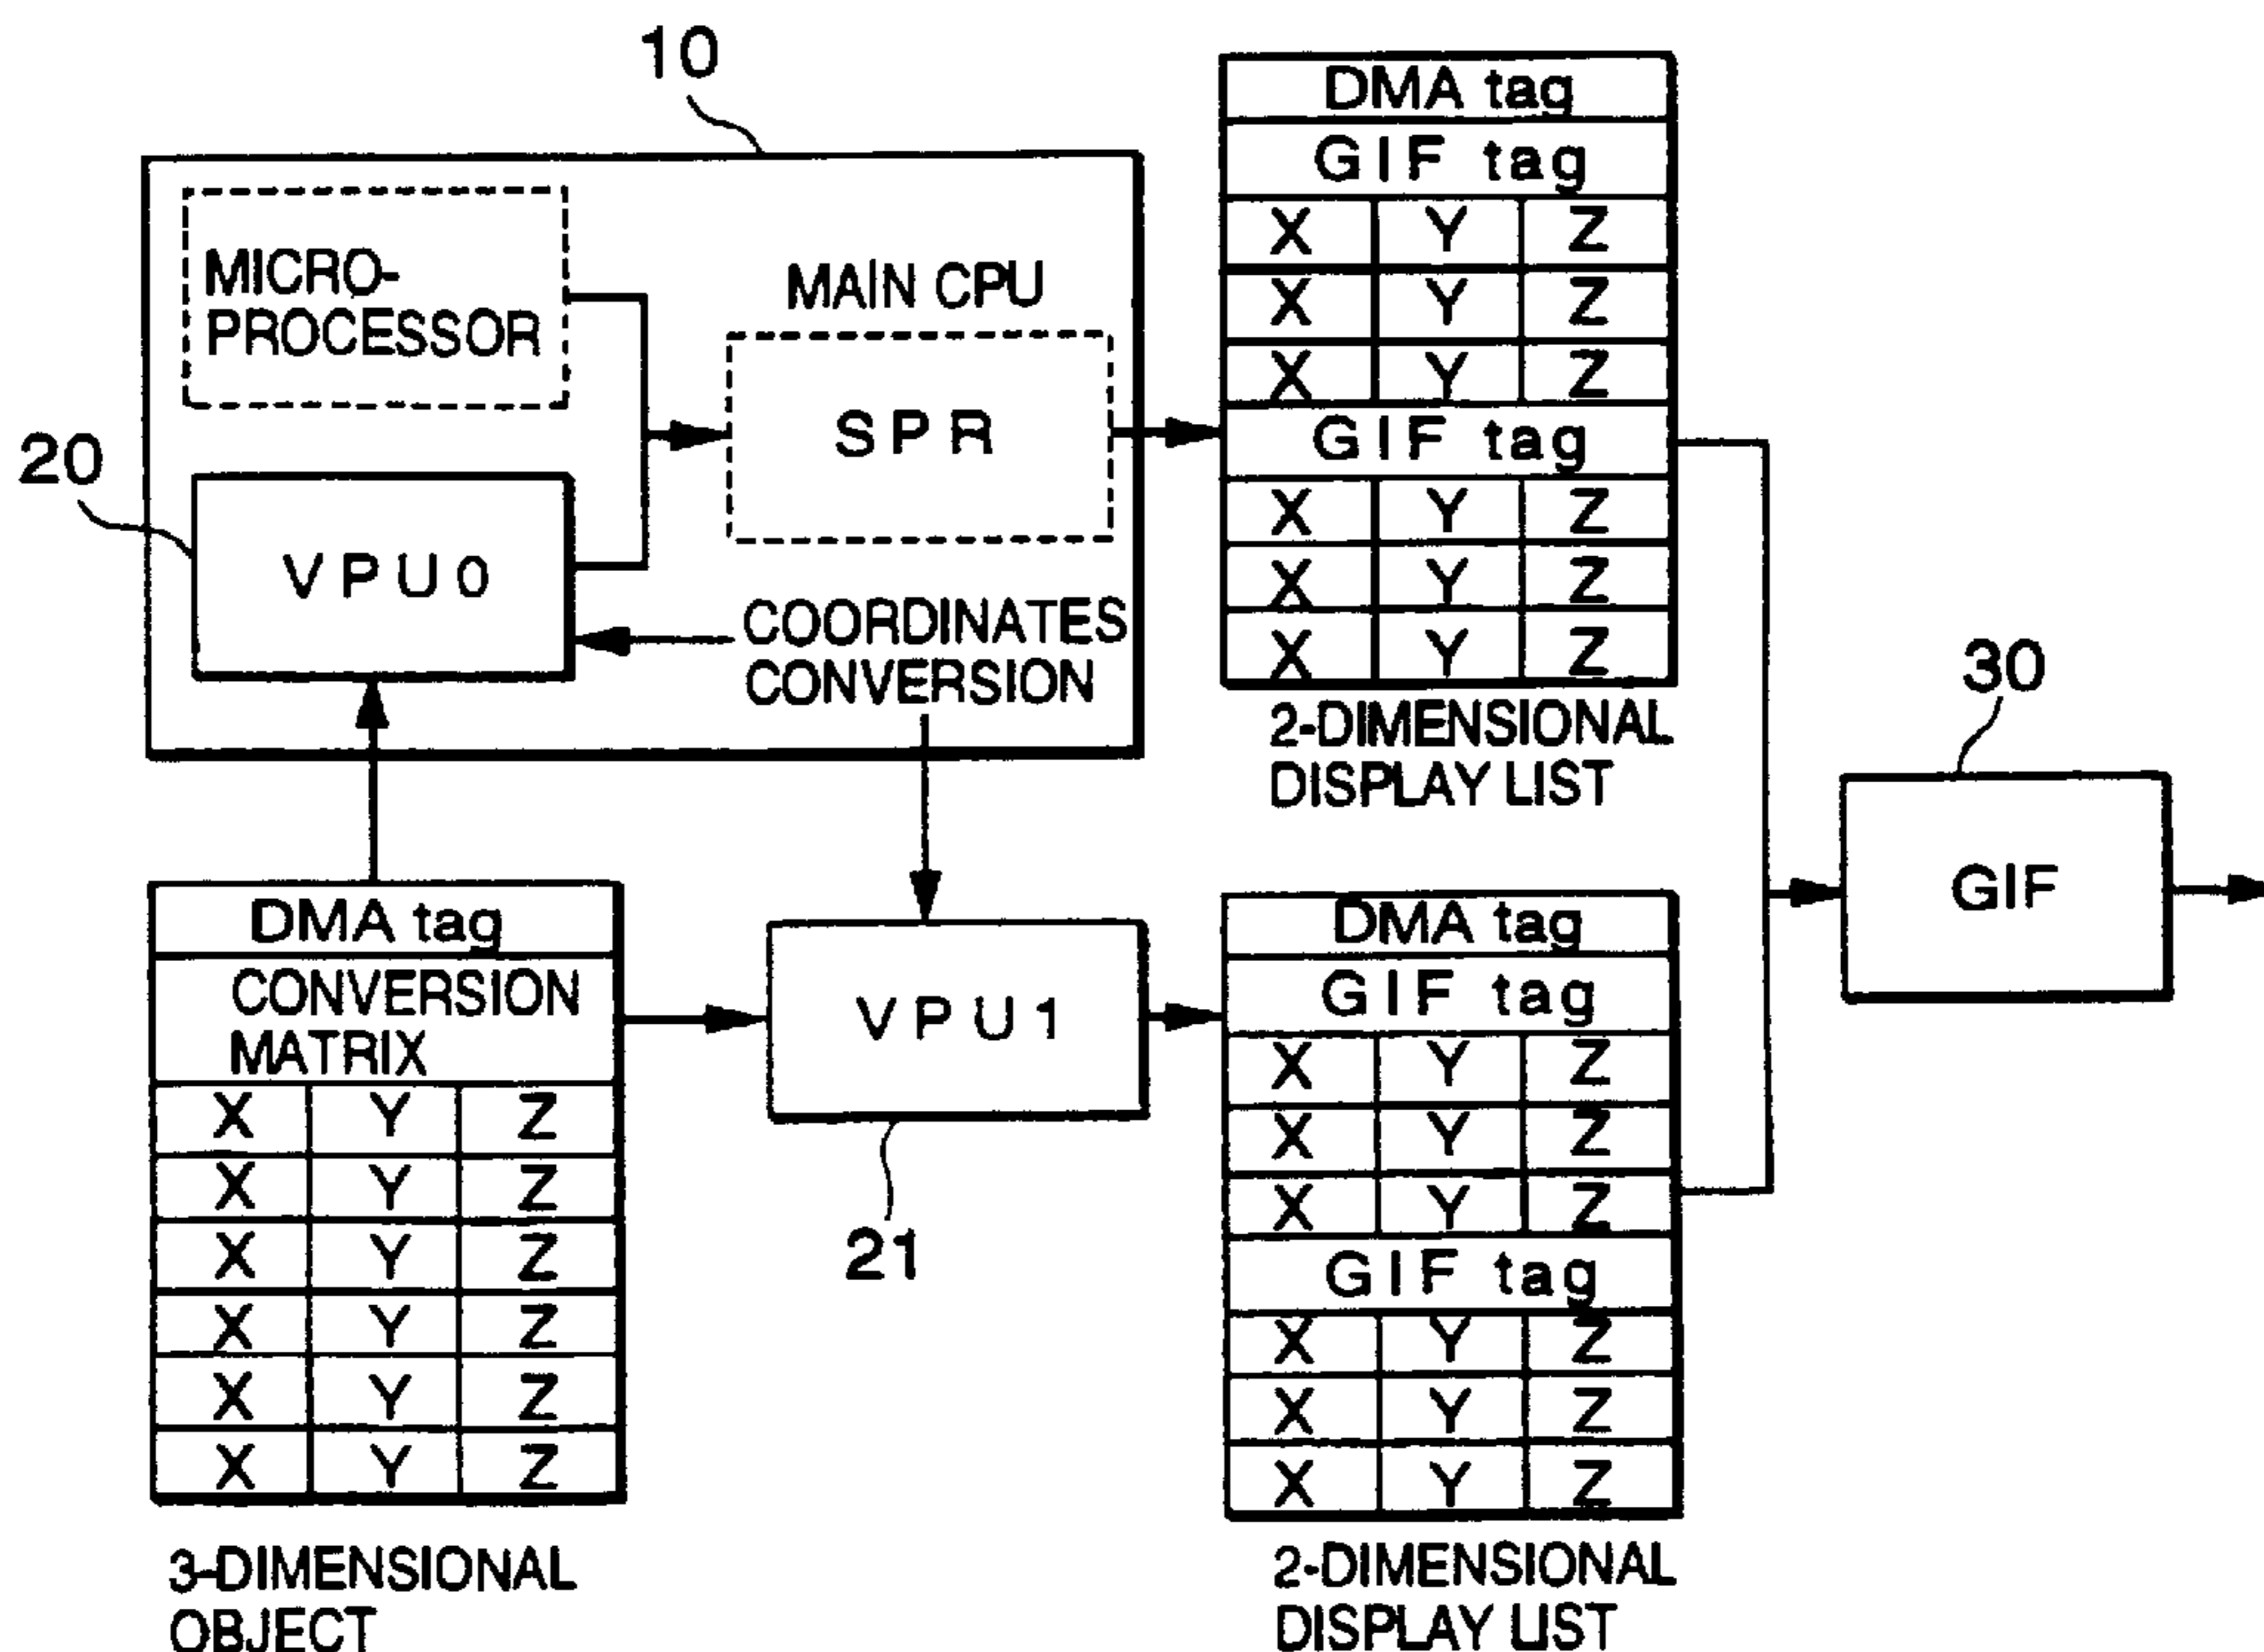 10
MICRO-
PROCESSOR
MAIN CPU
SPR
20
VPU0
COORDINATES
CONVERSION
DMA tag
GIF tag
X Y Z
X Y Z
X Y Z
GIF tag
X Y Z
X Y Z
X Y Z
2-DIMENSIONAL
DISPLAY LIST
30
GIF
DMA tag
CONVERSION
MATRIX
X Y Z
X Y Z
X Y Z
X Y Z
X Y Z
X Y Z
3-DIMENSIONAL
OBJECT
VPU1
21
DMA tag
GIF tag
X Y Z
X Y Z
X Y Z
GIF tag
X Y Z
X Y Z
X Y Z
2-DIMENSIONAL
DISPLAY LIST